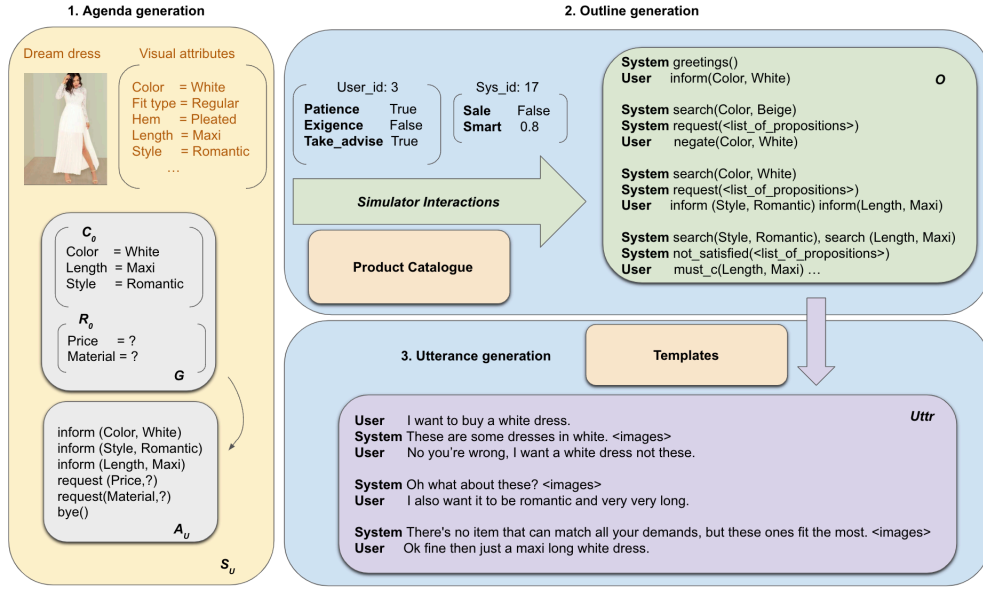 1. Agenda generation
Dream dress
Visual attributes
Color = White
Fit type = Regular
Hem = Pleated
Length = Maxi
Style = Romantic
...
C0
Color = White
Length = Maxi
Style = Romantic
R0
Price = ?
Material = ?
G
inform (Color, White)
inform (Style, Romantic)
inform (Length, Maxi)
request (Price,?)
request(Material,?)
bye()
AU
SU
2. Outline generation
User_id: 3
Patience True
Exigence False
Take_advise True
Sys_id: 17
Sale False
Smart 0.8
Simulator Interactions
Product Catalogue
O
System greetings()
User inform(Color, White)
System search(Color, Beige)
System request(<list_of_propositions>)
User negate(Color, White)
System search(Color, White)
System request(<list_of_propositions>)
User inform (Style, Romantic) inform(Length, Maxi)
System search(Style, Romantic), search (Length, Maxi)
System not_satisfied(<list_of_propositions>)
User must_c(Length, Maxi) ...
3. Utterance generation
Templates
Uttr
User I want to buy a white dress.
System These are some dresses in white. <images>
User No you're wrong, I want a white dress not these.
System Oh what about these? <images>
User I also want it to be romantic and very very long.
System There's no item that can match all your demands, but these ones fit the most. <images>
User Ok fine then just a maxi long white dress.